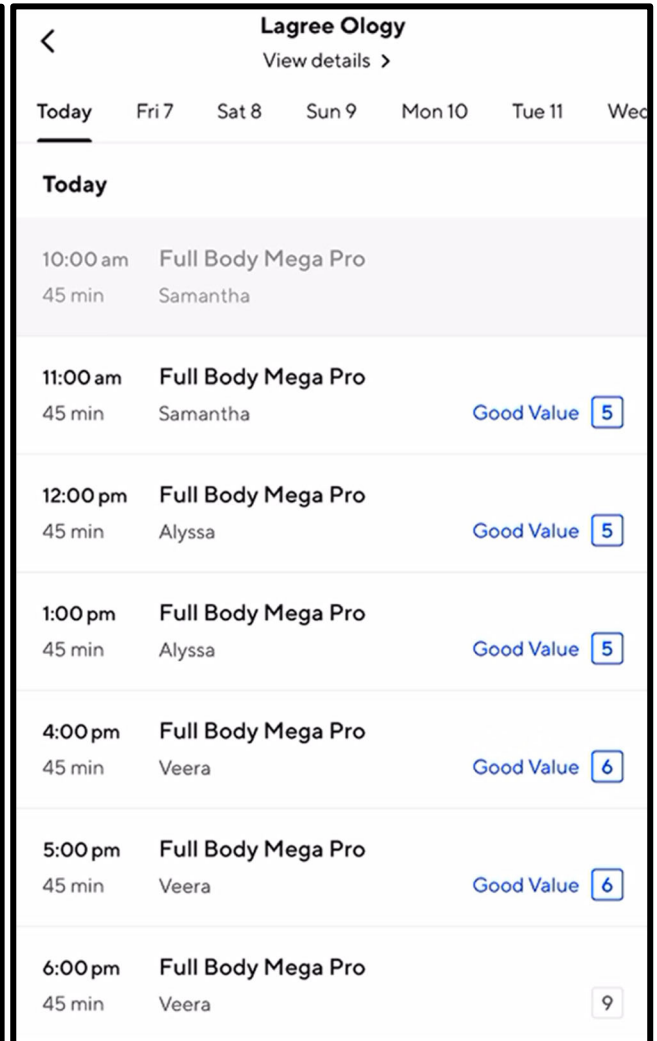 Lagree Ology
View details >
Today Fri 7 Sat 8 Sun 9 Mon 10 Tue 11 Wed
Today
10:00 am Full Body Mega Pro
45 min Samantha
11:00 am Full Body Mega Pro
45 min Samantha Good Value 5
12:00 pm Full Body Mega Pro
45 min Alyssa Good Value 5
1:00 pm Full Body Mega Pro
45 min Alyssa Good Value 5
4:00 pm Full Body Mega Pro
45 min Veera Good Value 6
5:00 pm Full Body Mega Pro
45 min Veera Good Value 6
6:00 pm Full Body Mega Pro
45 min Veera 9